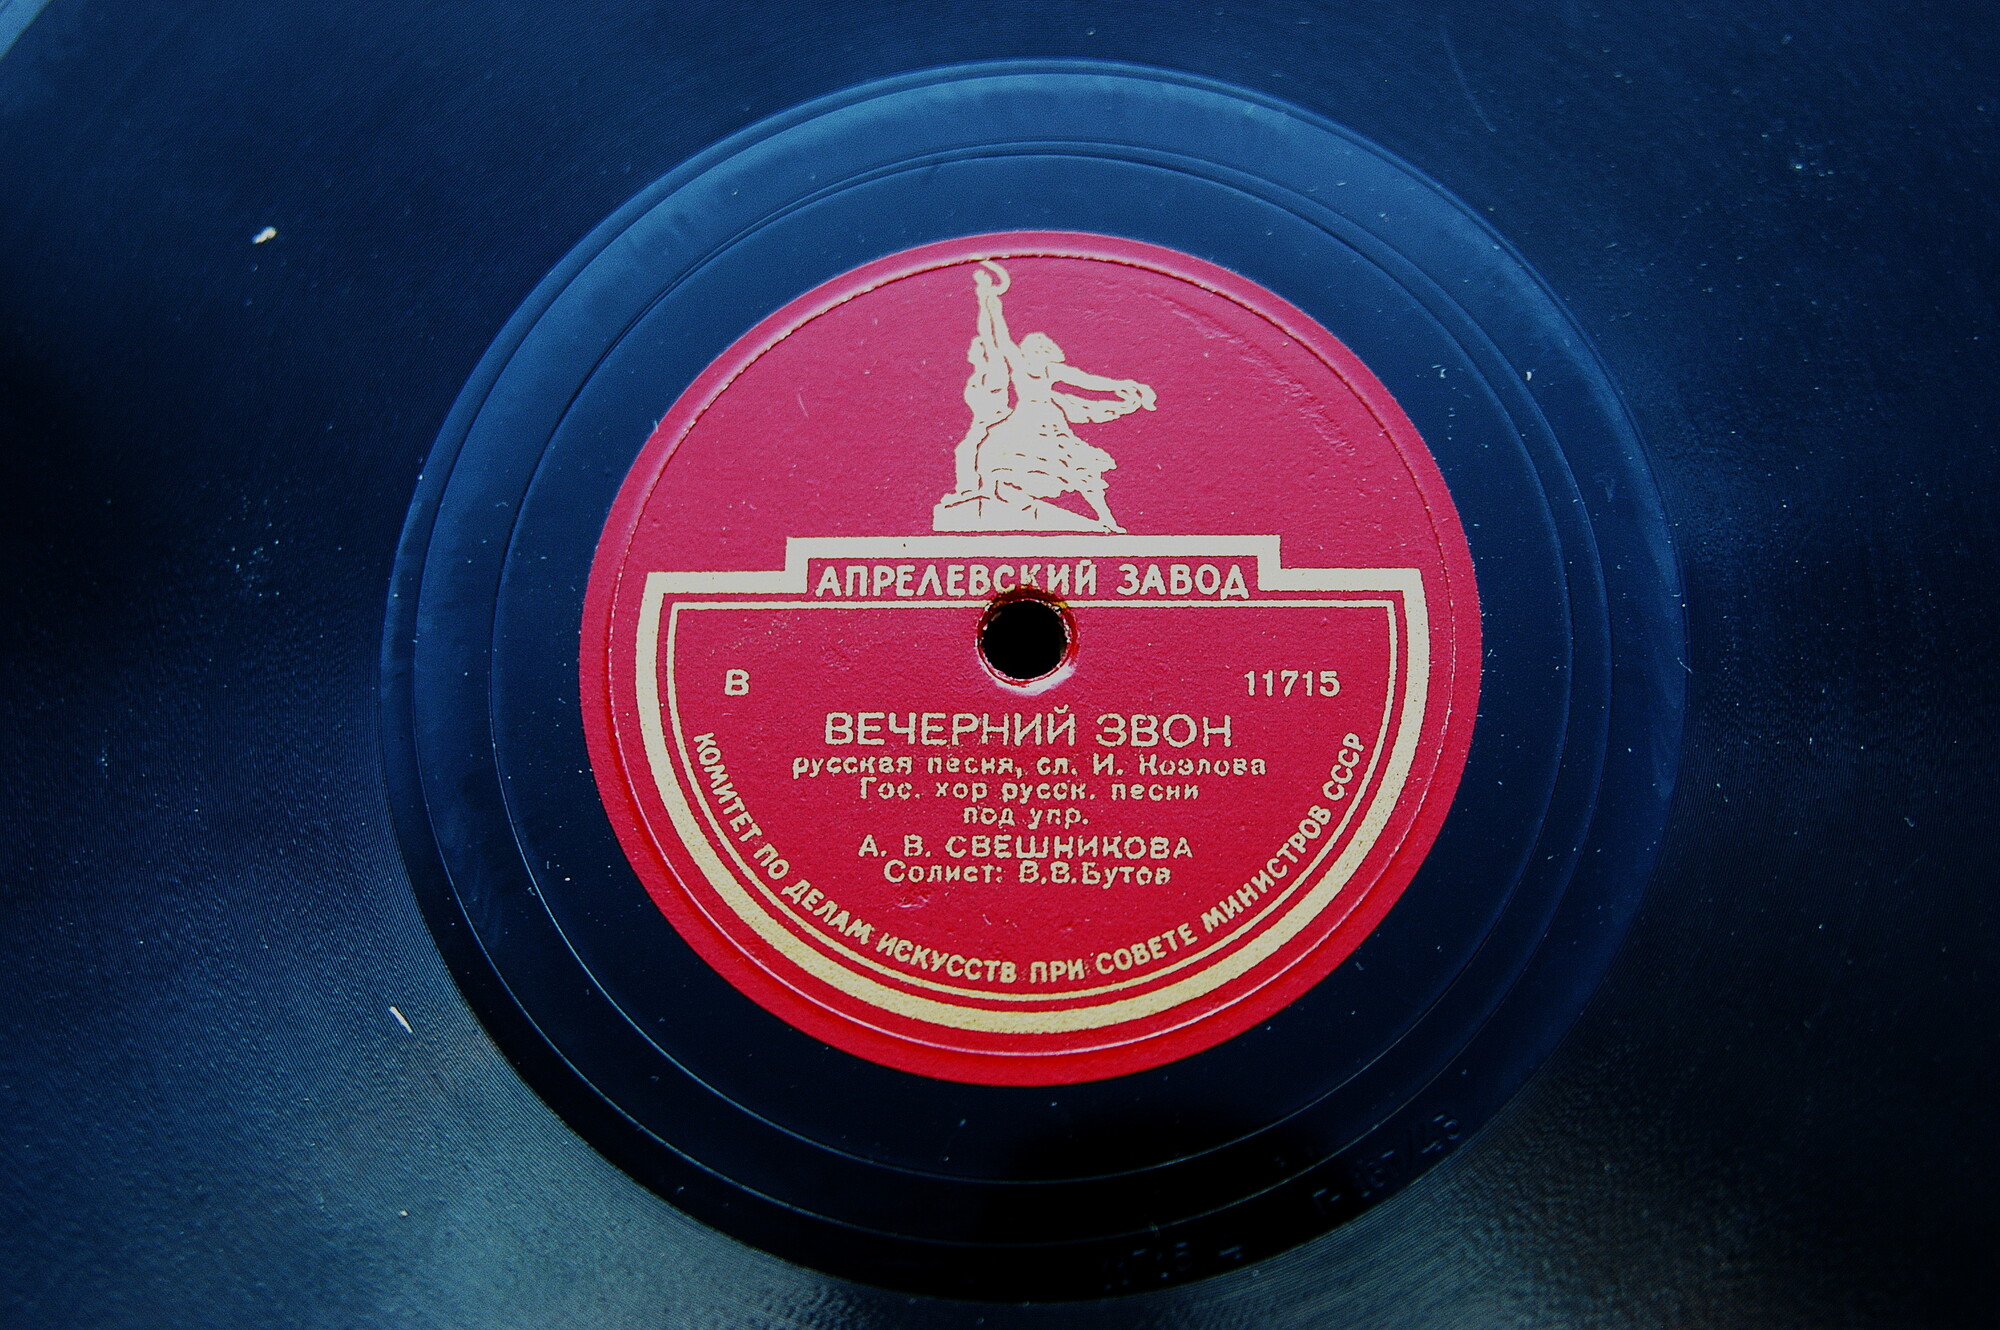 АПРЕЛЕВСКИЙ ЗАВОД
В 11715
ВЕЧЕРНИЙ ЗВОН
русская песня, сл. И. Козлова
Гос. хор русск. песни
под упр.
А. В. СВЕШНИКОВА
Солист: В.В.Бутов
КОМИТЕТ ПО ДЕЛАМ ИСКУССТВ ПРИ СОВЕТЕ МИНИСТРОВ СССР